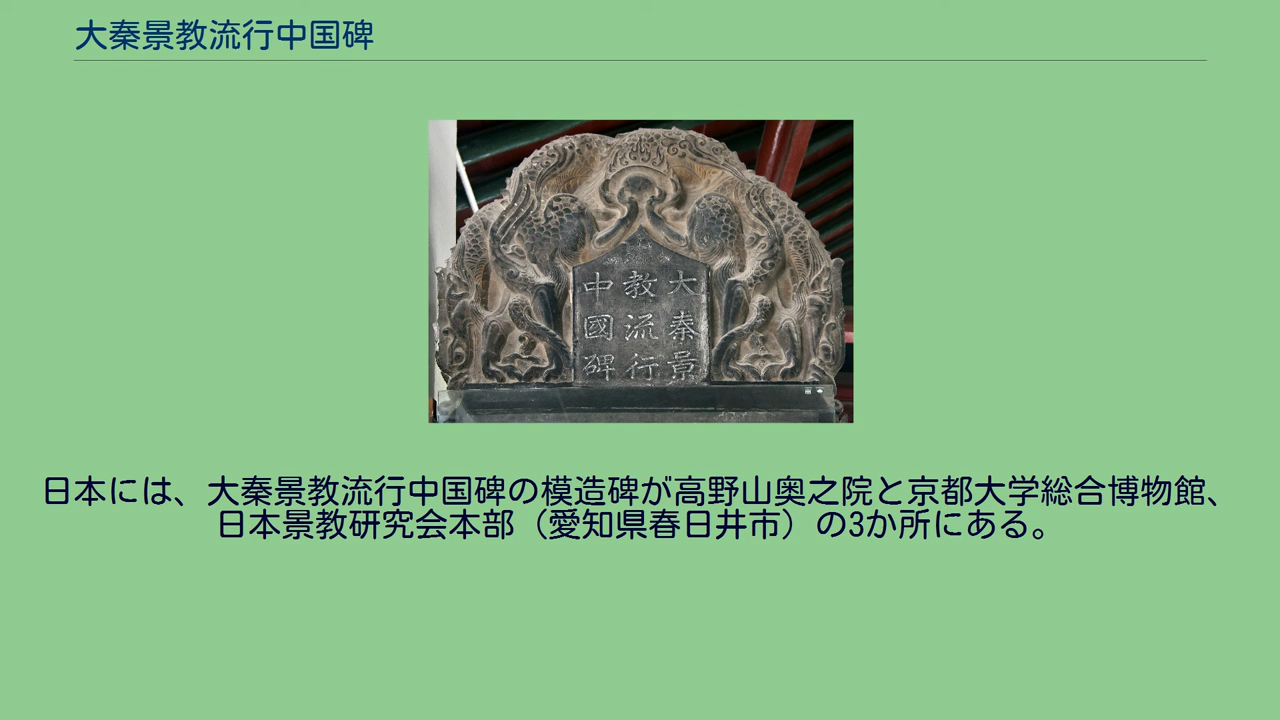 大秦景教流行中国碑
大秦景
教流行
中國碑
日本には、大秦景教流行中国碑の模造碑が高野山奥之院と京都大学総合博物館、
日本景教研究会本部（愛知県春日井市）の3か所にある。